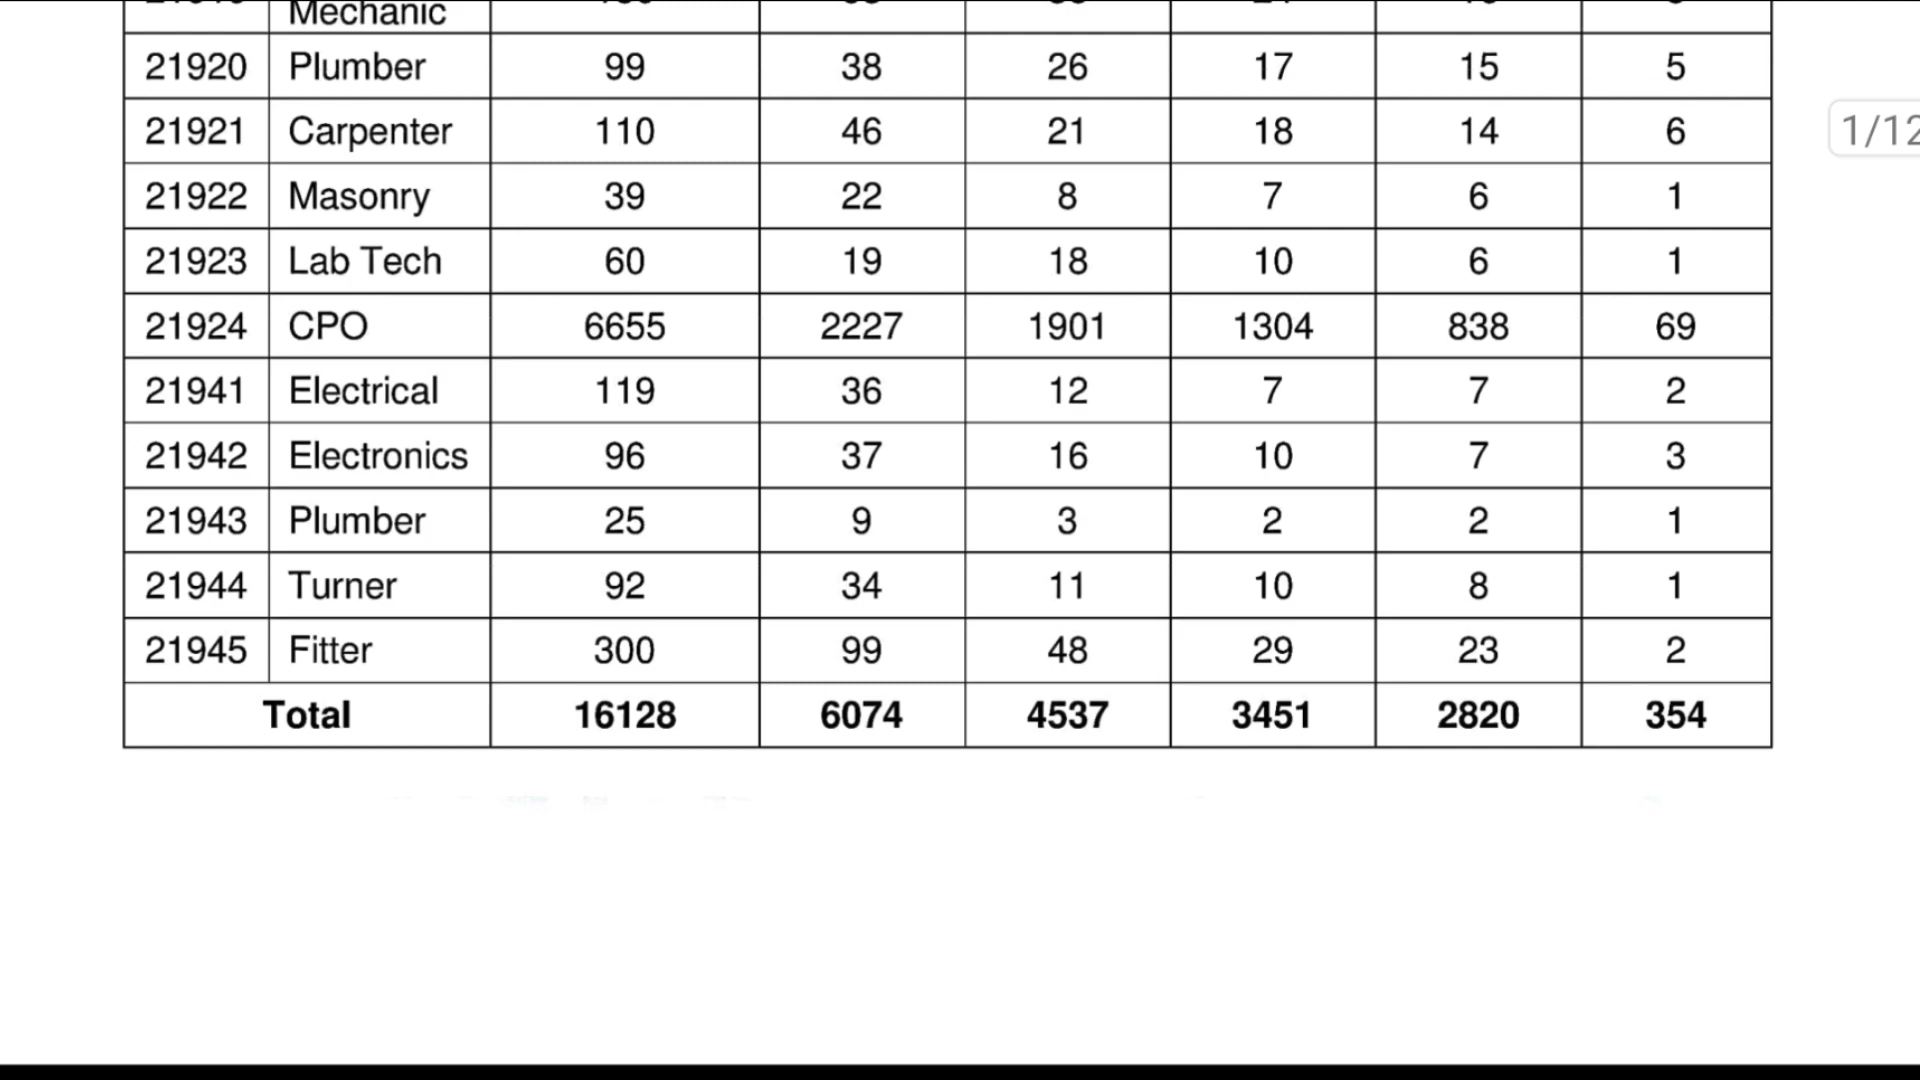 Mechanic
21920 Plumber 99 38 26 17 15 5
21921 Carpenter 110 46 21 18 14 6
21922 Masonry 39 22 8 7 6 1
21923 Lab Tech 60 19 18 10 6 1
21924 CPO 6655 2227 1901 1304 838 69
21941 Electrical 119 36 12 7 7 2
21942 Electronics 96 37 16 10 7 3
21943 Plumber 25 9 3 2 2 1
21944 Turner 92 34 11 10 8 1
21945 Fitter 300 99 48 29 23 2
Total 16128 6074 4537 3451 2820 354
1/12